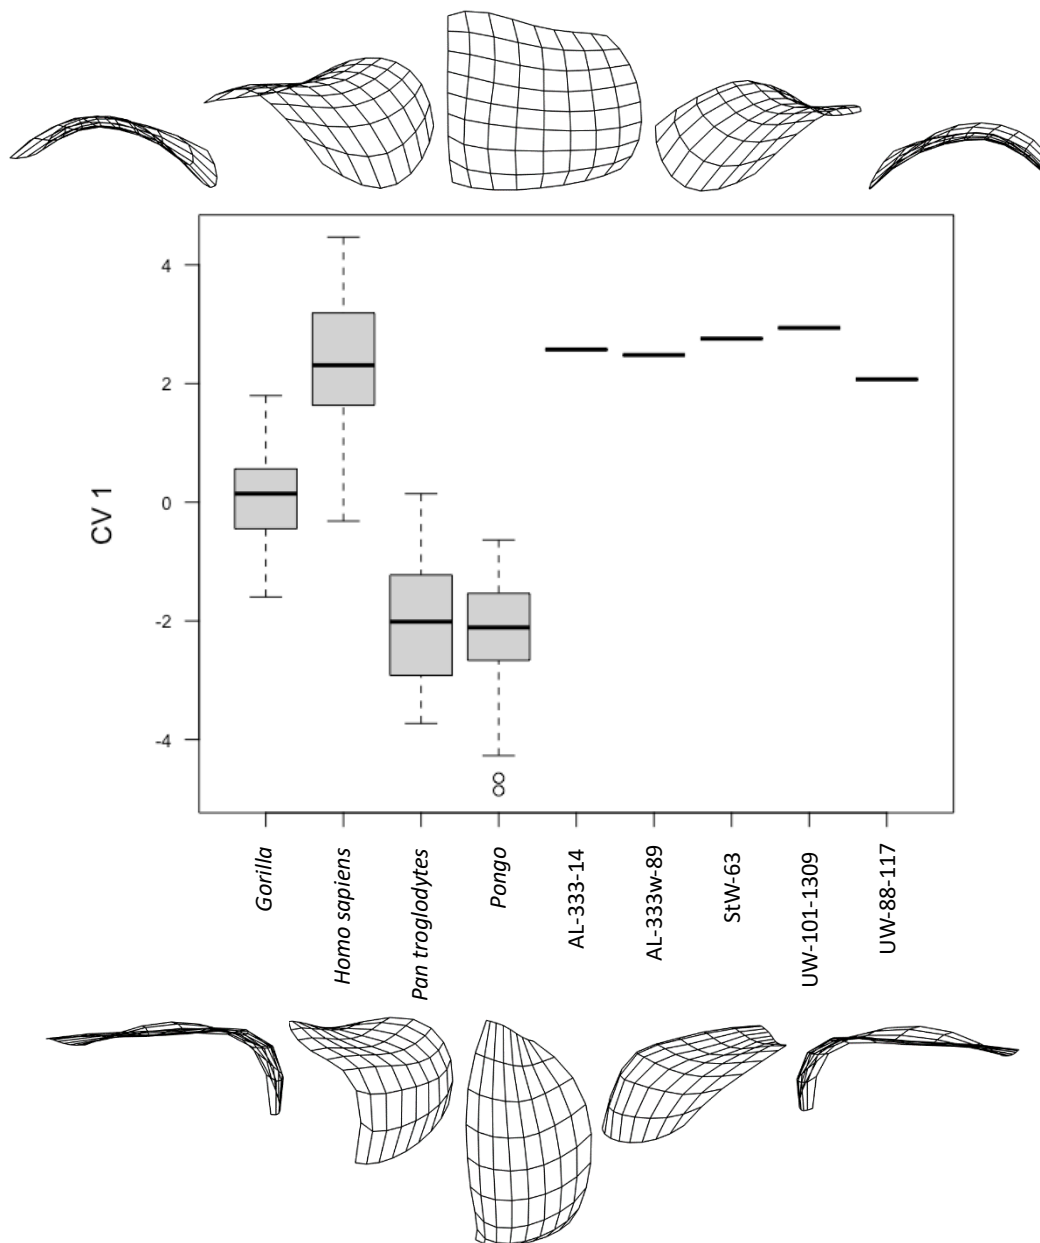 4
2
0
-2
-4
CV 1
Gorilla
Homo sapiens
Pan troglodytes
Pongo
AL-333-14
AL-333w-89
StW-63
UW-101-1309
UW-88-117